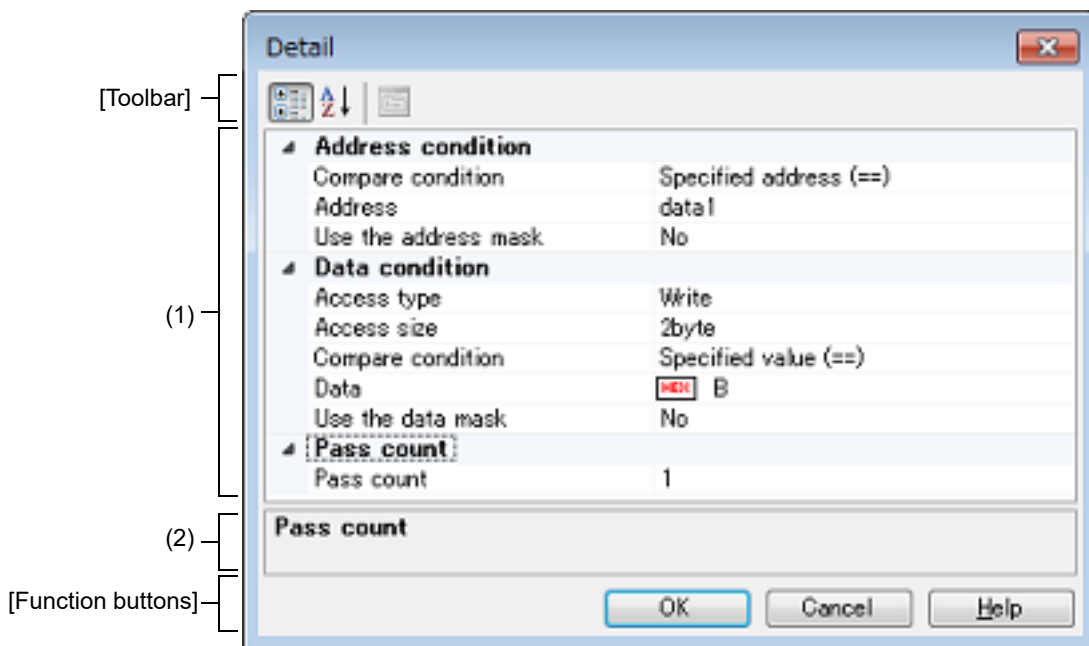 Detail
[Toolbar]
A
Z
Address condition
Compare condition Specified address (==)
Address data1
Use the address mask No
Data condition
(1)
Access type Write
Access size 2byte
Compare condition Specified value (==)
Data HEX B
Use the data mask No
Pass count
Pass count 1
(2)
Pass count
[Function buttons]
OK Cancel Help